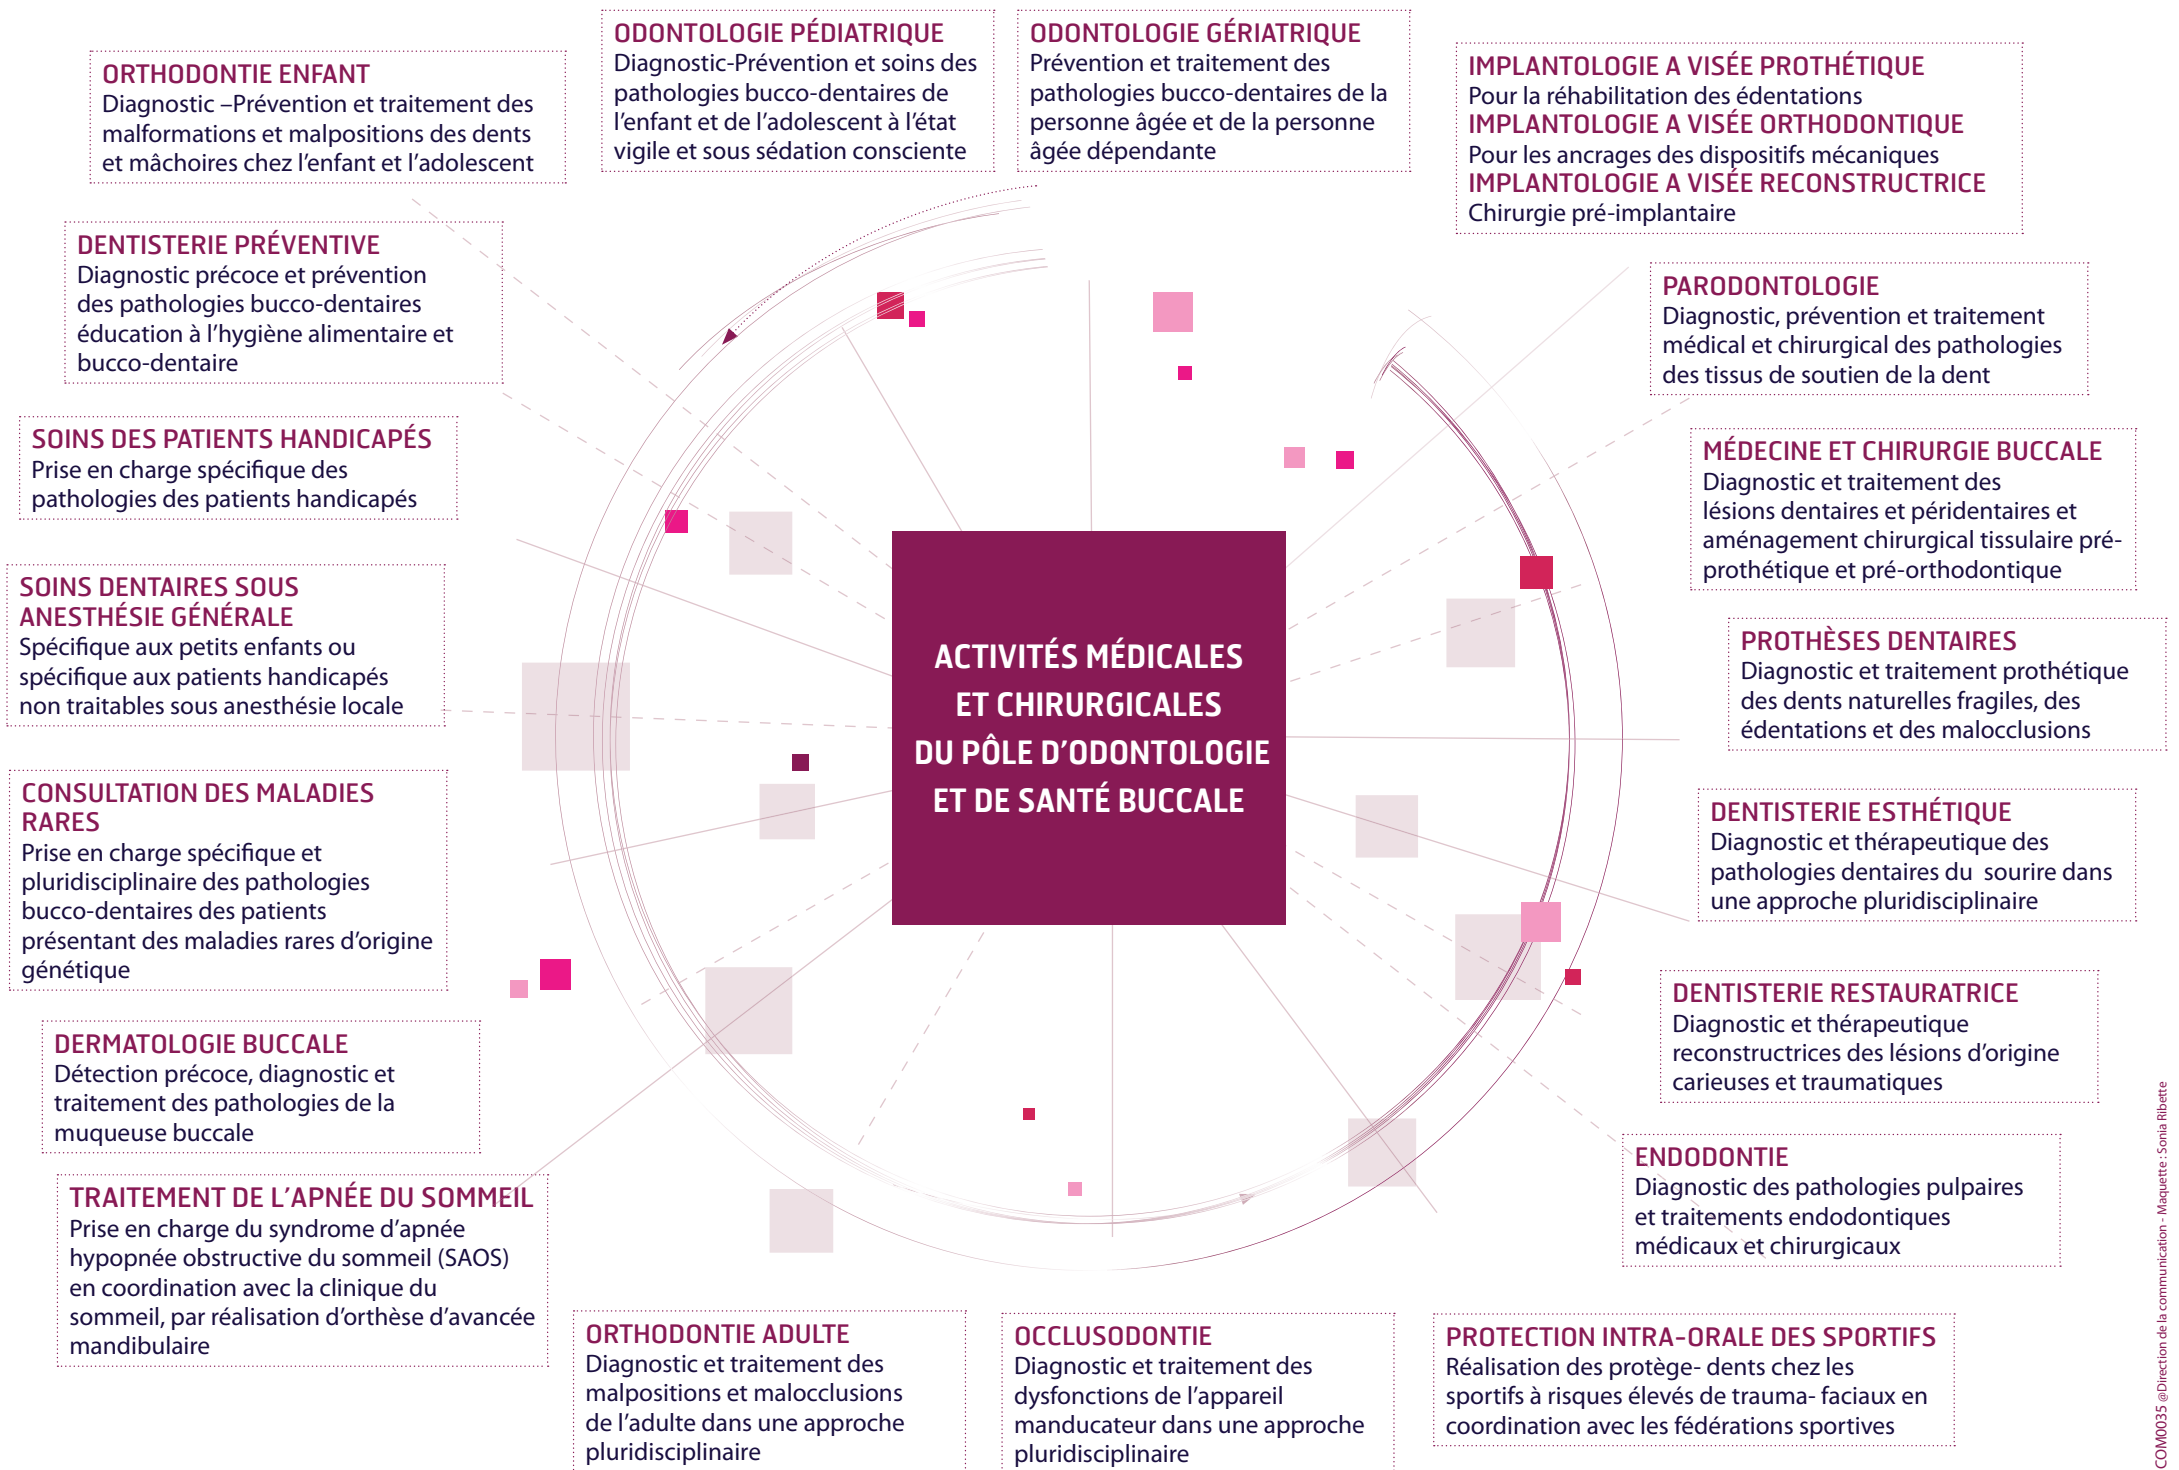 ODONTOLOGIE PÉDIATRIQUE
Diagnostic-Prévention et soins des
pathologies bucco-dentaires de
l’enfant et de l’adolescent à l’état
vigile et sous sédation consciente
ODONTOLOGIE GÉRIATRIQUE
Prévention et traitement des
pathologies bucco-dentaires de la
personne âgée et de la personne
âgée dépendante
IMPLANTOLOGIE A VISÉE PROTHÉTIQUE
Pour la réhabilitation des édentations
IMPLANTOLOGIE A VISÉE ORTHODONTIQUE
Pour les ancrages des dispositifs mécaniques
IMPLANTOLOGIE A VISÉE RECONSTRUCTRICE
Chirurgie pré-implantaire
ORTHODONTIE ENFANT
Diagnostic –Prévention et traitement des
malformations et malpositions des dents
et mâchoires chez l’enfant et l’adolescent
DENTISTERIE PRÉVENTIVE
Diagnostic précoce et prévention
des pathologies bucco-dentaires
éducation à l’hygiène alimentaire et
bucco-dentaire
PARODONTOLOGIE
Diagnostic, prévention et traitement
médical et chirurgical des pathologies
des tissus de soutien de la dent
SOINS DES PATIENTS HANDICAPÉS
Prise en charge spécifique des
pathologies des patients handicapés
MÉDECINE ET CHIRURGIE BUCCALE
Diagnostic et traitement des
lésions dentaires et péridentaires et
aménagement chirurgical tissulaire pré-
prothétique et pré-orthodontique
SOINS DENTAIRES SOUS
ANESTHÉSIE GÉNÉRALE
Spécifique aux petits enfants ou
spécifique aux patients handicapés
non traitables sous anesthésie locale
ACTIVITÉS MÉDICALES
ET CHIRURGICALES
DU PÔLE D’ODONTOLOGIE
ET DE SANTÉ BUCCALE
PROTHÈSES DENTAIRES
Diagnostic et traitement prothétique
des dents naturelles fragiles, des
édentations et des malocclusions
CONSULTATION DES MALADIES
RARES
Prise en charge spécifique et
pluridisciplinaire des pathologies
bucco-dentaires des patients
présentant des maladies rares d’origine
génétique
DENTISTERIE ESTHÉTIQUE
Diagnostic et thérapeutique des
pathologies dentaires du  sourire dans
une approche pluridisciplinaire
DERMATOLOGIE BUCCALE
Détection précoce, diagnostic et
traitement des pathologies de la
muqueuse buccale
DENTISTERIE RESTAURATRICE
Diagnostic et thérapeutique
reconstructrices des lésions d’origine
carieuses et traumatiques
TRAITEMENT DE L’APNÉE DU SOMMEIL
Prise en charge du syndrome d’apnée
hypopnée obstructive du sommeil (SAOS)
en coordination avec la clinique du
sommeil, par réalisation d’orthèse d’avancée
mandibulaire
ENDODONTIE
Diagnostic des pathologies pulpaires
et traitements endodontiques
médicaux et chirurgicaux
ORTHODONTIE ADULTE
Diagnostic et traitement des
malpositions et malocclusions
de l’adulte dans une approche
pluridisciplinaire
OCCLUSODONTIE
Diagnostic et traitement des
dysfonctions de l’appareil
manducateur dans une approche
pluridisciplinaire
PROTECTION INTRA-ORALE DES SPORTIFS
Réalisation des protège- dents chez les
sportifs à risques élevés de trauma- faciaux en
coordination avec les fédérations sportives
COM0035 @Direction de la communication - Maquette : Sonia Ribette